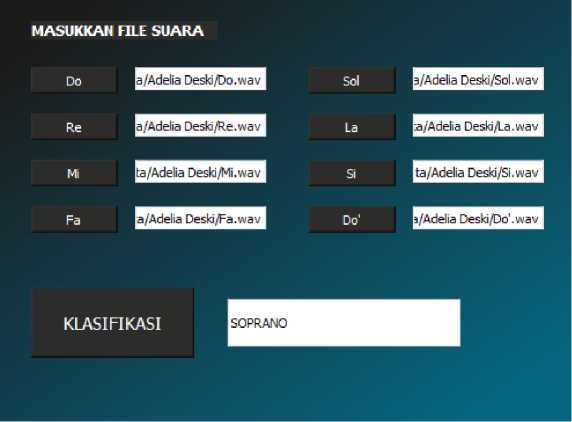 MASUKKAN FILE SUARA
Do a/Adelia Deski/Do.wav Sol a/Adelia Deski/Sol.wav
Re a/Adelia Deski/Re.wav La ta/Adelia Deski/La.wav
Mi ta/Adelia Deski/Mi.wav Si ta/Adelia Deski/Si.wav
Fa a/Adelia Deski/Fa.wav Do' a/Adelia Deski/Do'.wav
KLASIFIKASI SOPRANO